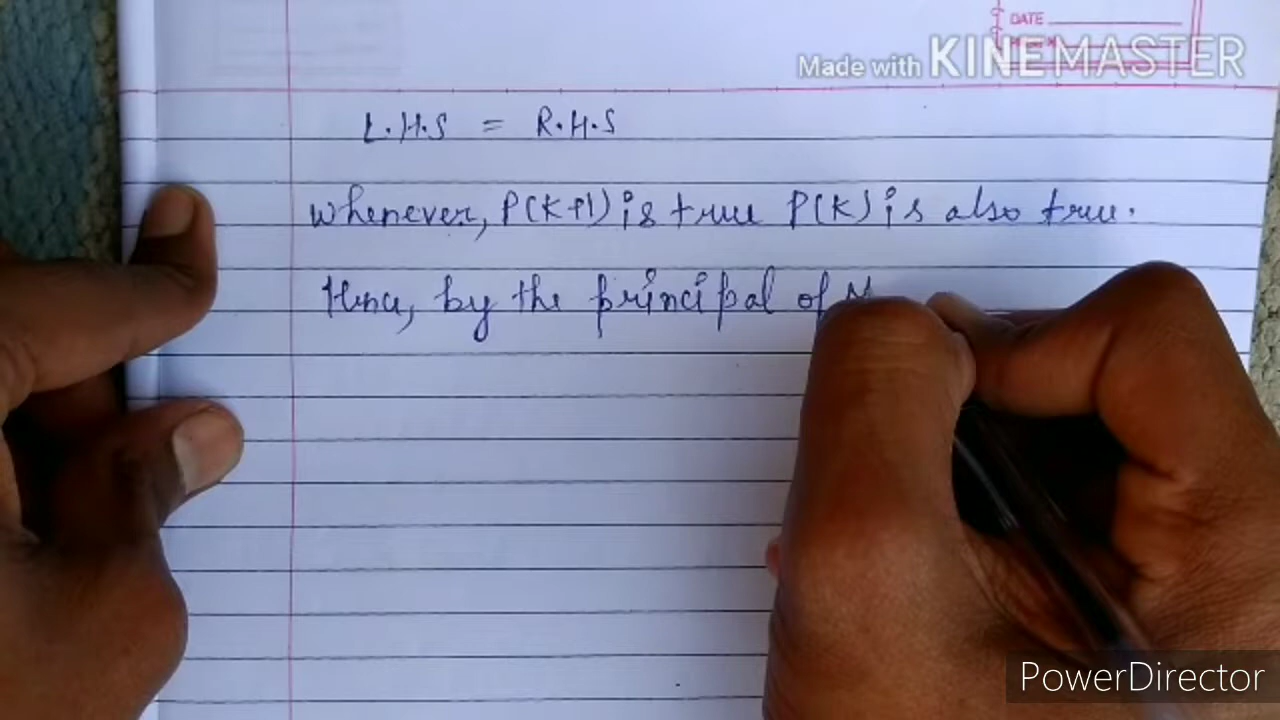 DATE
Made with KINEMASTER
L.H.S = R.H.S
Whenever, P(K+1) is true P(K) is also true.
Hence, by the principal of
PowerDirector